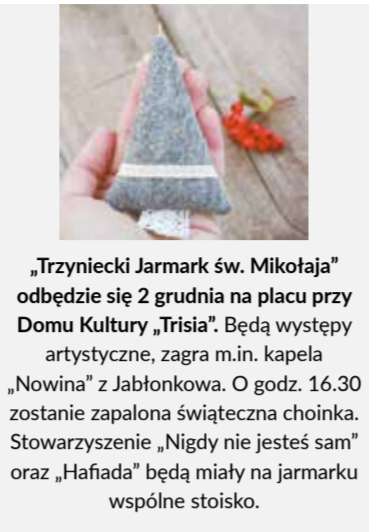 „Trzyniecki Jarmark św. Mikołaja”
odbędzie się 2 grudnia na placu przy
Domu Kultury „Trisia”. Będą występy
artystyczne, zagra m.in. kapela
„Nowina” z Jabłonkowa. O godz. 16.30
zostanie zapalona świąteczna choinka.
Stowarzyszenie „Nigdy nie jesteś sam”
oraz „Hafiada” będą miały na jarmarku
wspólne stoisko.